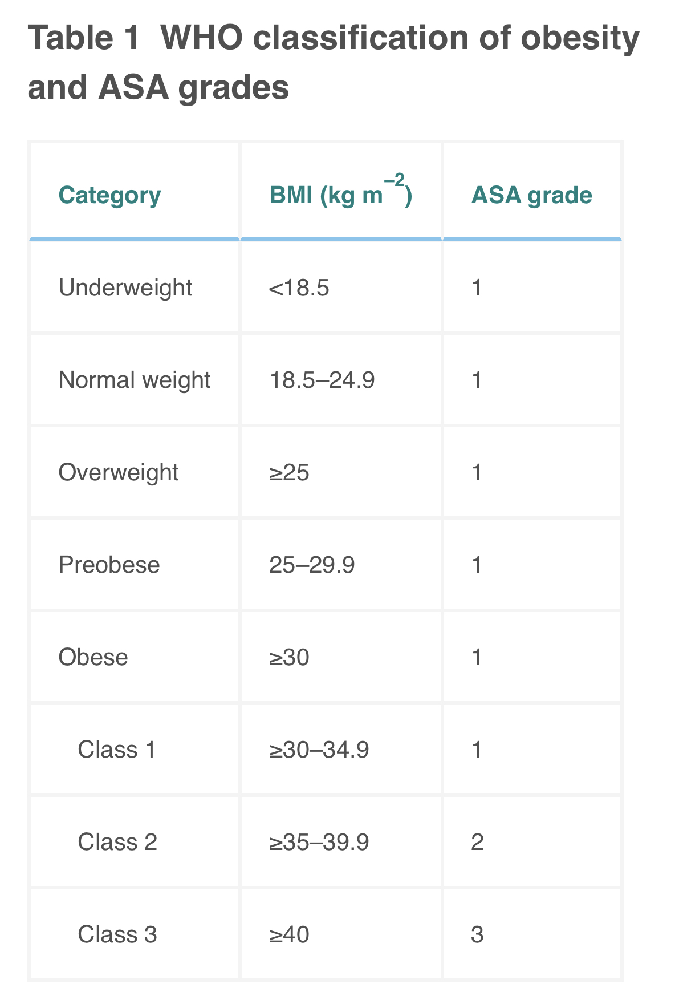 Table 1  WHO classification of obesity
and ASA grades
Category BMI (kg m⁻²) ASA grade
Underweight <18.5 1
Normal weight 18.5–24.9 1
Overweight ≥25 1
Preobese 25–29.9 1
Obese ≥30 1
Class 1 ≥30–34.9 1
Class 2 ≥35–39.9 2
Class 3 ≥40 3